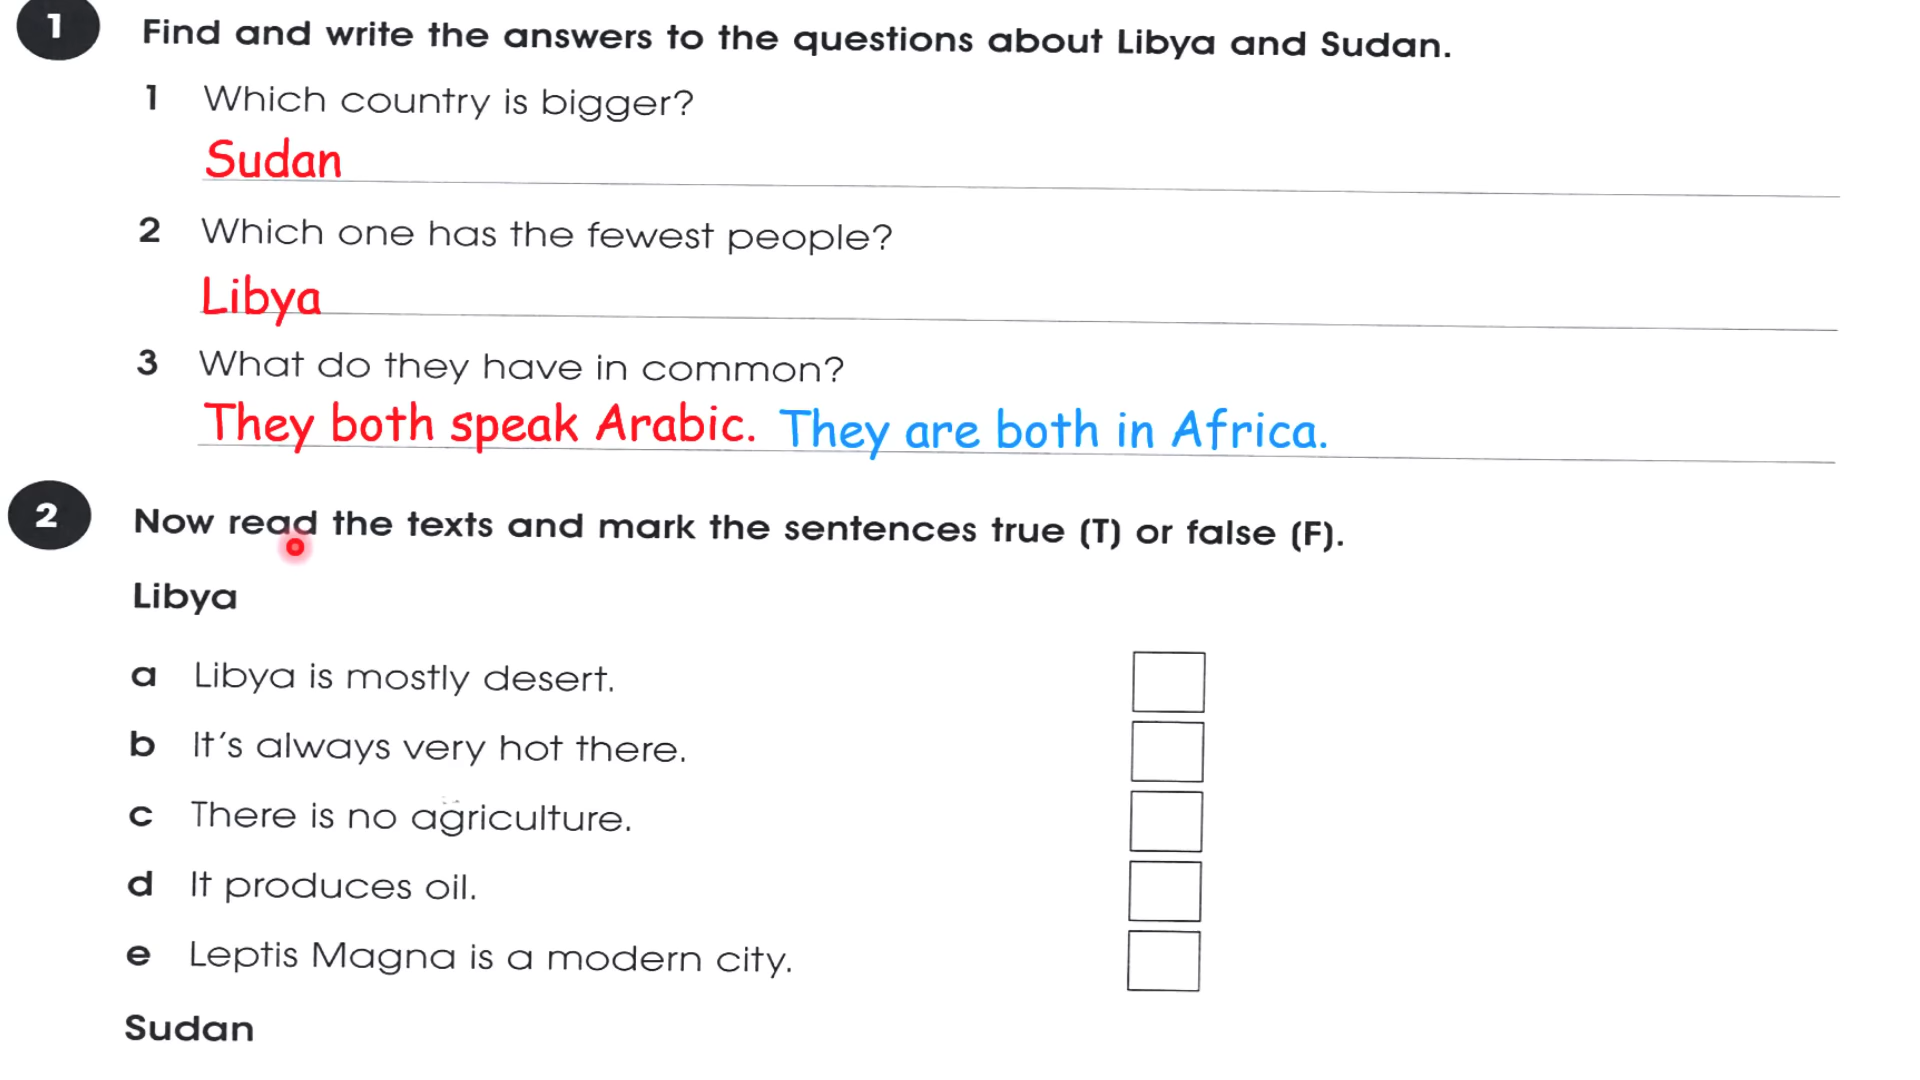 1 Find and write the answers to the questions about Libya and Sudan.
1 Which country is bigger?
Sudan
2 Which one has the fewest people?
Libya
3 What do they have in common?
They both speak Arabic. They are both in Africa.
2 Now read the texts and mark the sentences true (T) or false (F).
Libya
a Libya is mostly desert.
b It's always very hot there.
c There is no agriculture.
d It produces oil.
e Leptis Magna is a modern city.
Sudan